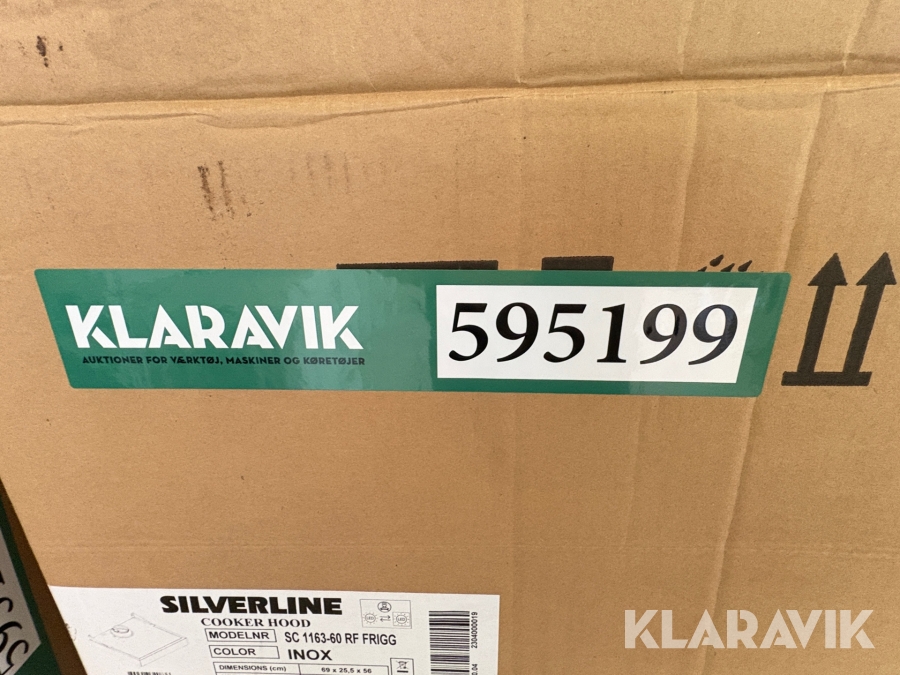 KLARAVIK
AUKTIONER FOR VÆRKTØJ, MASKINER OG KØRETØJER
595199
SILVERLINE
COOKER HOOD
MODELNR SC 1163-60 RF FRIGG
COLOR INOX
DIMENSIONS (cm) 69 x 25,5 x 56
2304000019
KLARAVIK